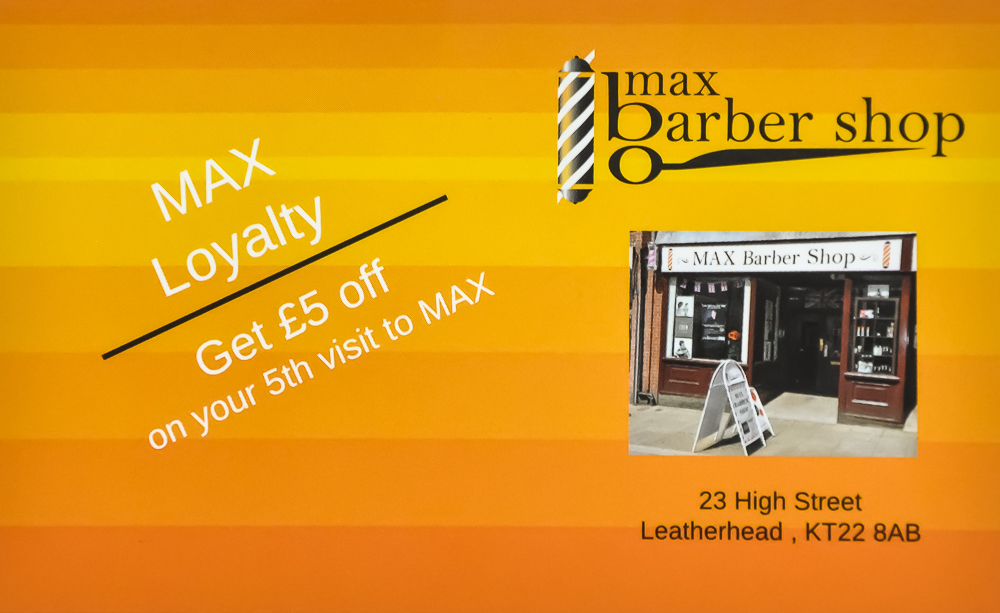 MAX
Loyalty
Get £5 off
on your 5th visit to MAX
max
Barber shop
MAX Barber Shop
23 High Street
Leatherhead , KT22 8AB